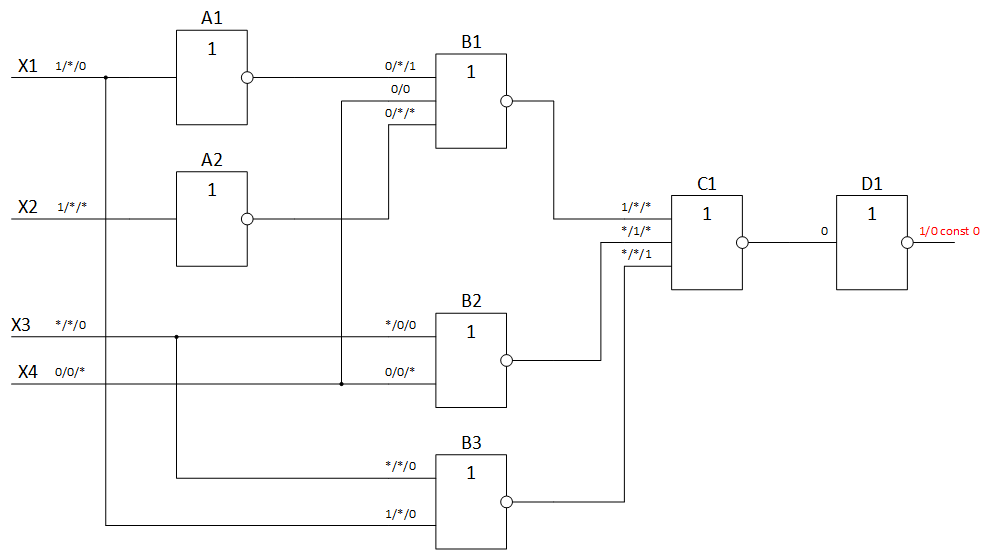 A1
X1 1/*/0
1
0/*/1
B1
1
0/0
0/*/*
A2
1
X2 1/*/*
C1
1
1/*/*
*/1/*
*/*/1
D1
1
0
1/0 const 0
B2
1
X3 */*/0
*/0/0
X4 0/0/*
0/0/*
B3
1
*/*/0
1/*/0